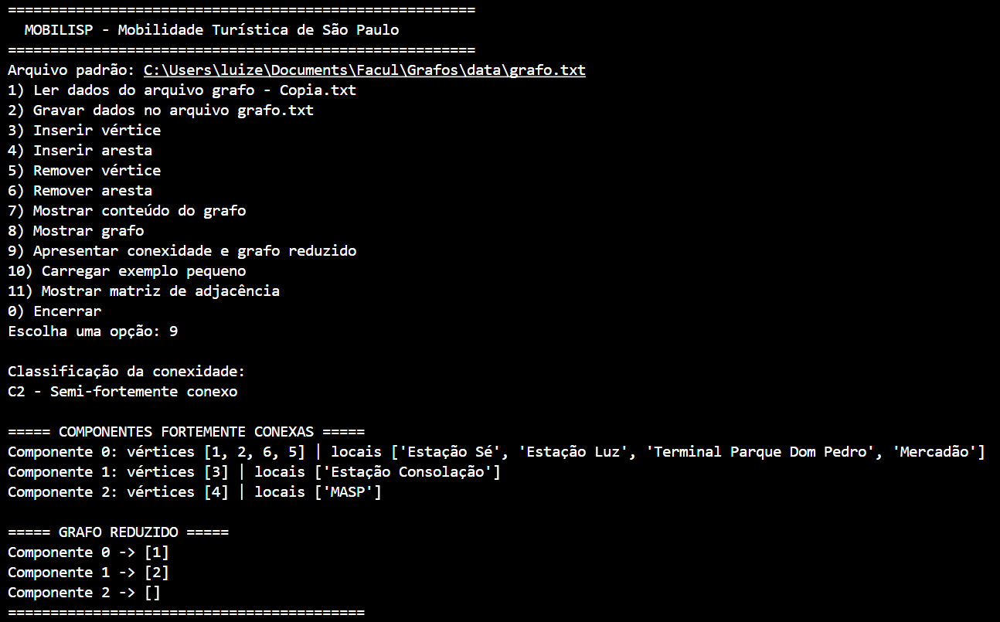 =======================================================
  MOBILISP - Mobilidade Turística de São Paulo
=======================================================
Arquivo padrão: C:\Users\luize\Documents\Facul\Grafos\data\grafo.txt
1) Ler dados do arquivo grafo - Copia.txt
2) Gravar dados no arquivo grafo.txt
3) Inserir vértice
4) Inserir aresta
5) Remover vértice
6) Remover aresta
7) Mostrar conteúdo do grafo
8) Mostrar grafo
9) Apresentar conexidade e grafo reduzido
10) Carregar exemplo pequeno
11) Mostrar matriz de adjacência
0) Encerrar
Escolha uma opção: 9

Classificação da conexidade:
C2 - Semi-fortemente conexo

===== COMPONENTES FORTEMENTE CONEXAS =====
Componente 0: vértices [1, 2, 6, 5] | locais ['Estação Sé', 'Estação Luz', 'Terminal Parque Dom Pedro', 'Mercadão']
Componente 1: vértices [3] | locais ['Estação Consolação']
Componente 2: vértices [4] | locais ['MASP']

===== GRAFO REDUZIDO =====
Componente 0 -> [1]
Componente 1 -> [2]
Componente 2 -> []
==========================================